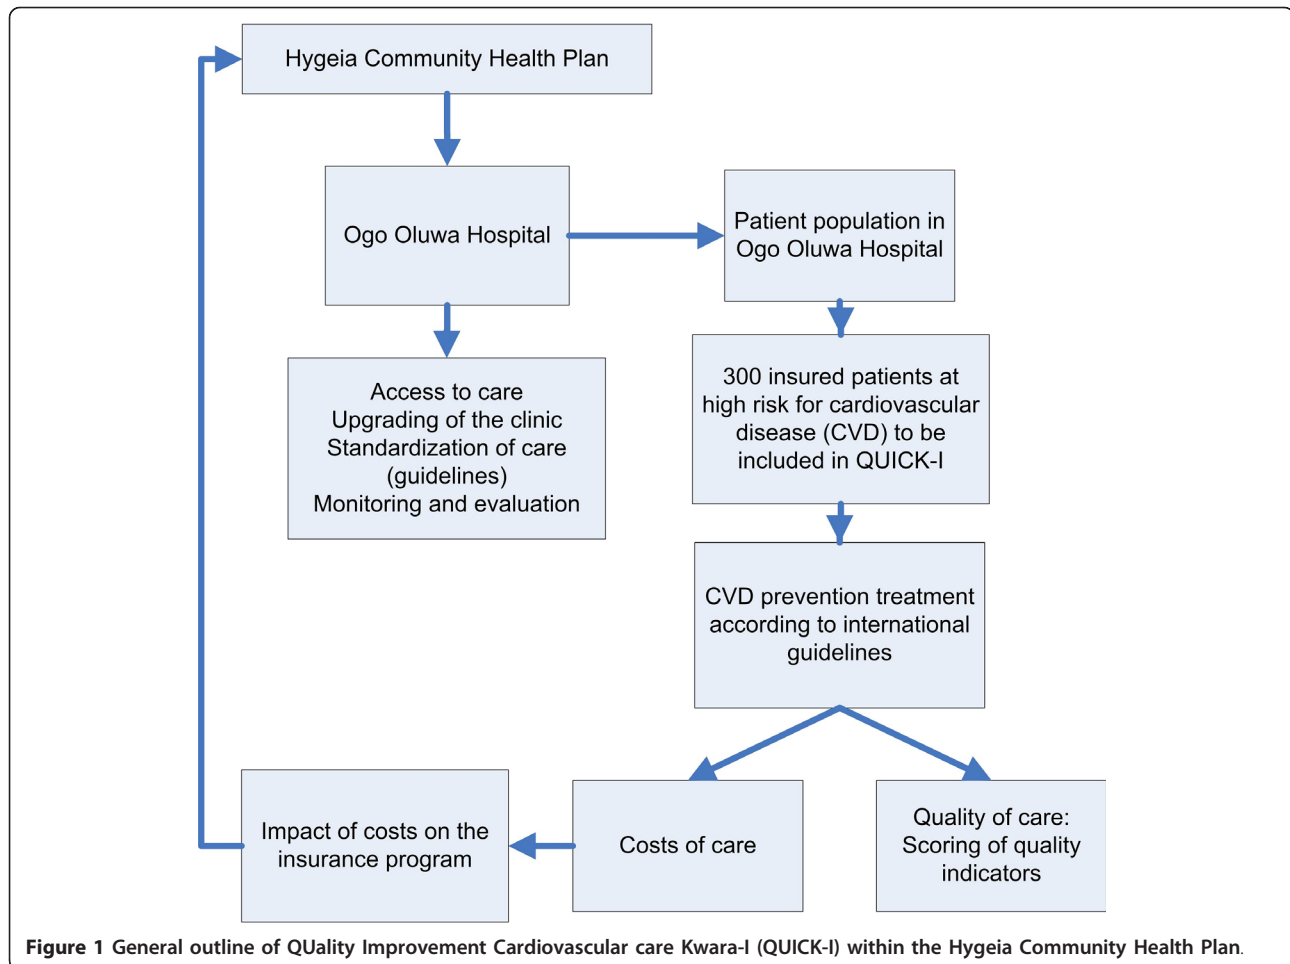 Hygeia Community Health Plan
Ogo Oluwa Hospital
Patient population in
Ogo Oluwa Hospital
Access to care
Upgrading of the clinic
Standardization of care
(guidelines)
Monitoring and evaluation
300 insured patients at
high risk for cardiovascular
disease (CVD) to be
included in QUICK-I
CVD prevention treatment
according to international
guidelines
Impact of costs on the
insurance program
Costs of care
Quality of care:
Scoring of quality
indicators
Figure 1 General outline of QUality Improvement Cardiovascular care Kwara-I (QUICK-I) within the Hygeia Community Health Plan.